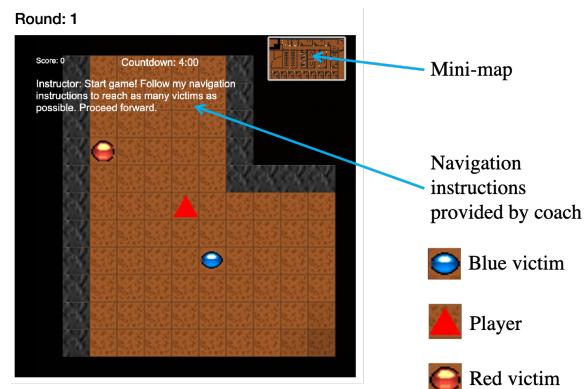 Round: 1
Score: 0
Countdown: 4:00
Instructor: Start game! Follow my navigation
instructions to reach as many victims as
possible. Proceed forward.
Mini-map
Navigation
instructions
provided by coach
Blue victim
Player
Red victim